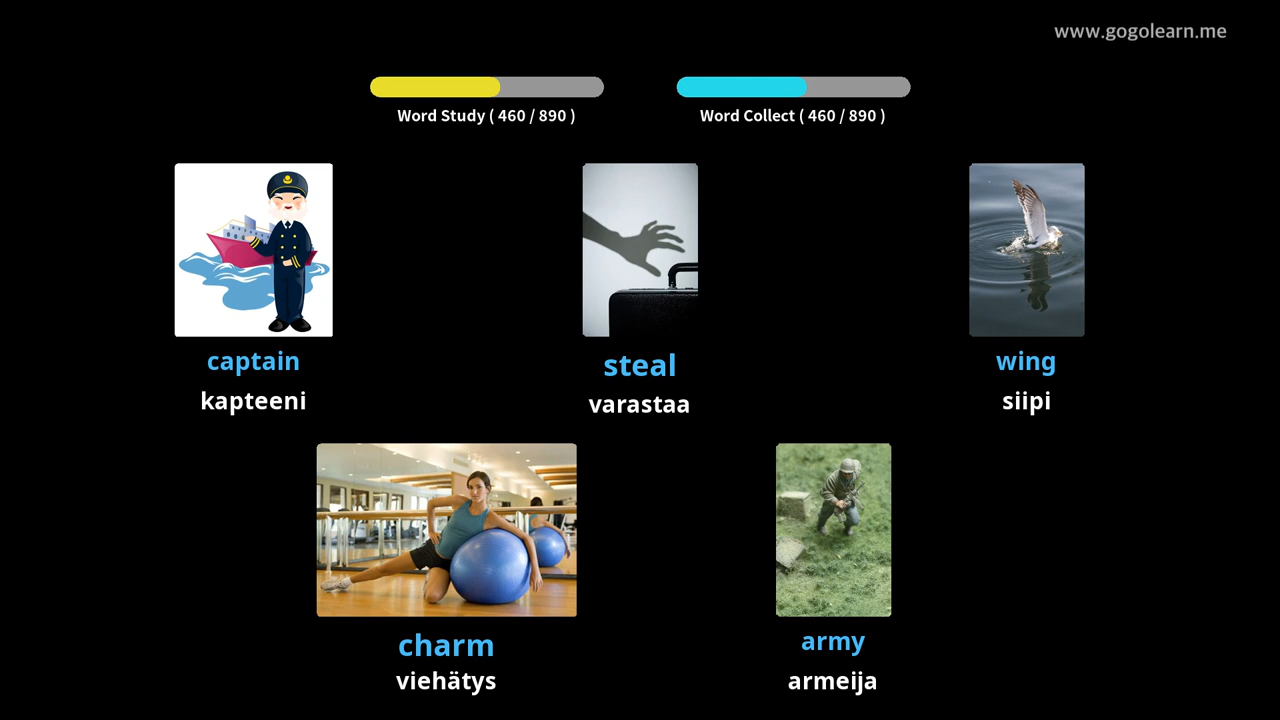 www.gogolearn.me
Word Study ( 460 / 890 )
Word Collect ( 460 / 890 )
captain
kapteeni
steal
varastaa
wing
siipi
charm
viehätys
army
armeija